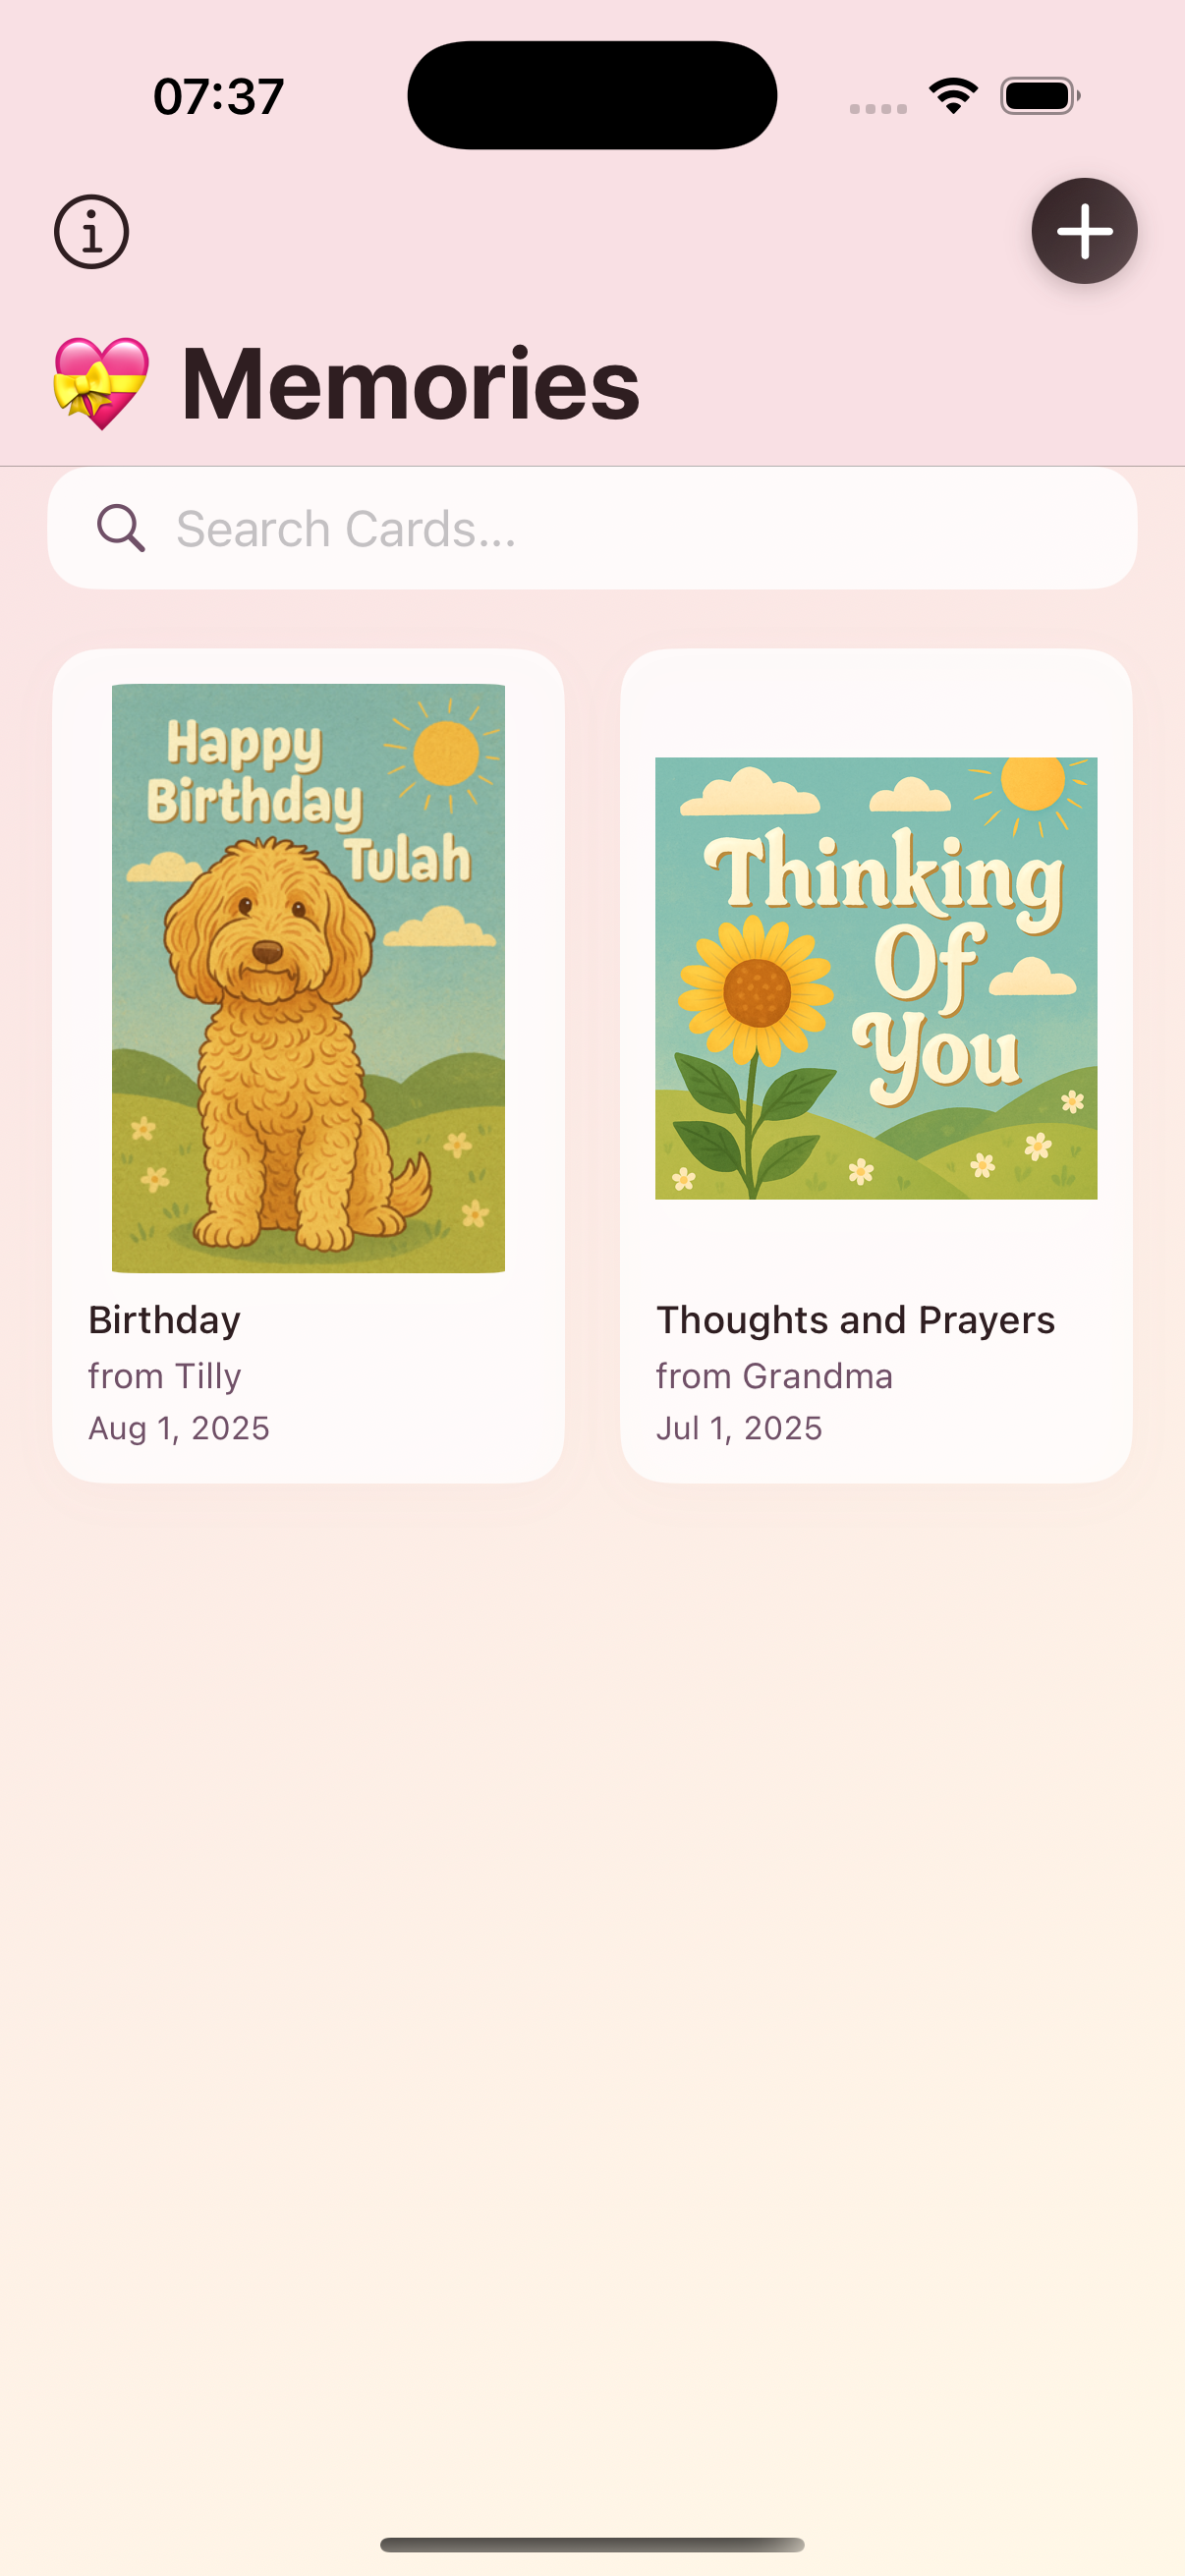 07:37
Memories
Search Cards...
Happy
Birthday
Tulah
Birthday
from Tilly
Aug 1, 2025
Thinking
Of
You
Thoughts and Prayers
from Grandma
Jul 1, 2025